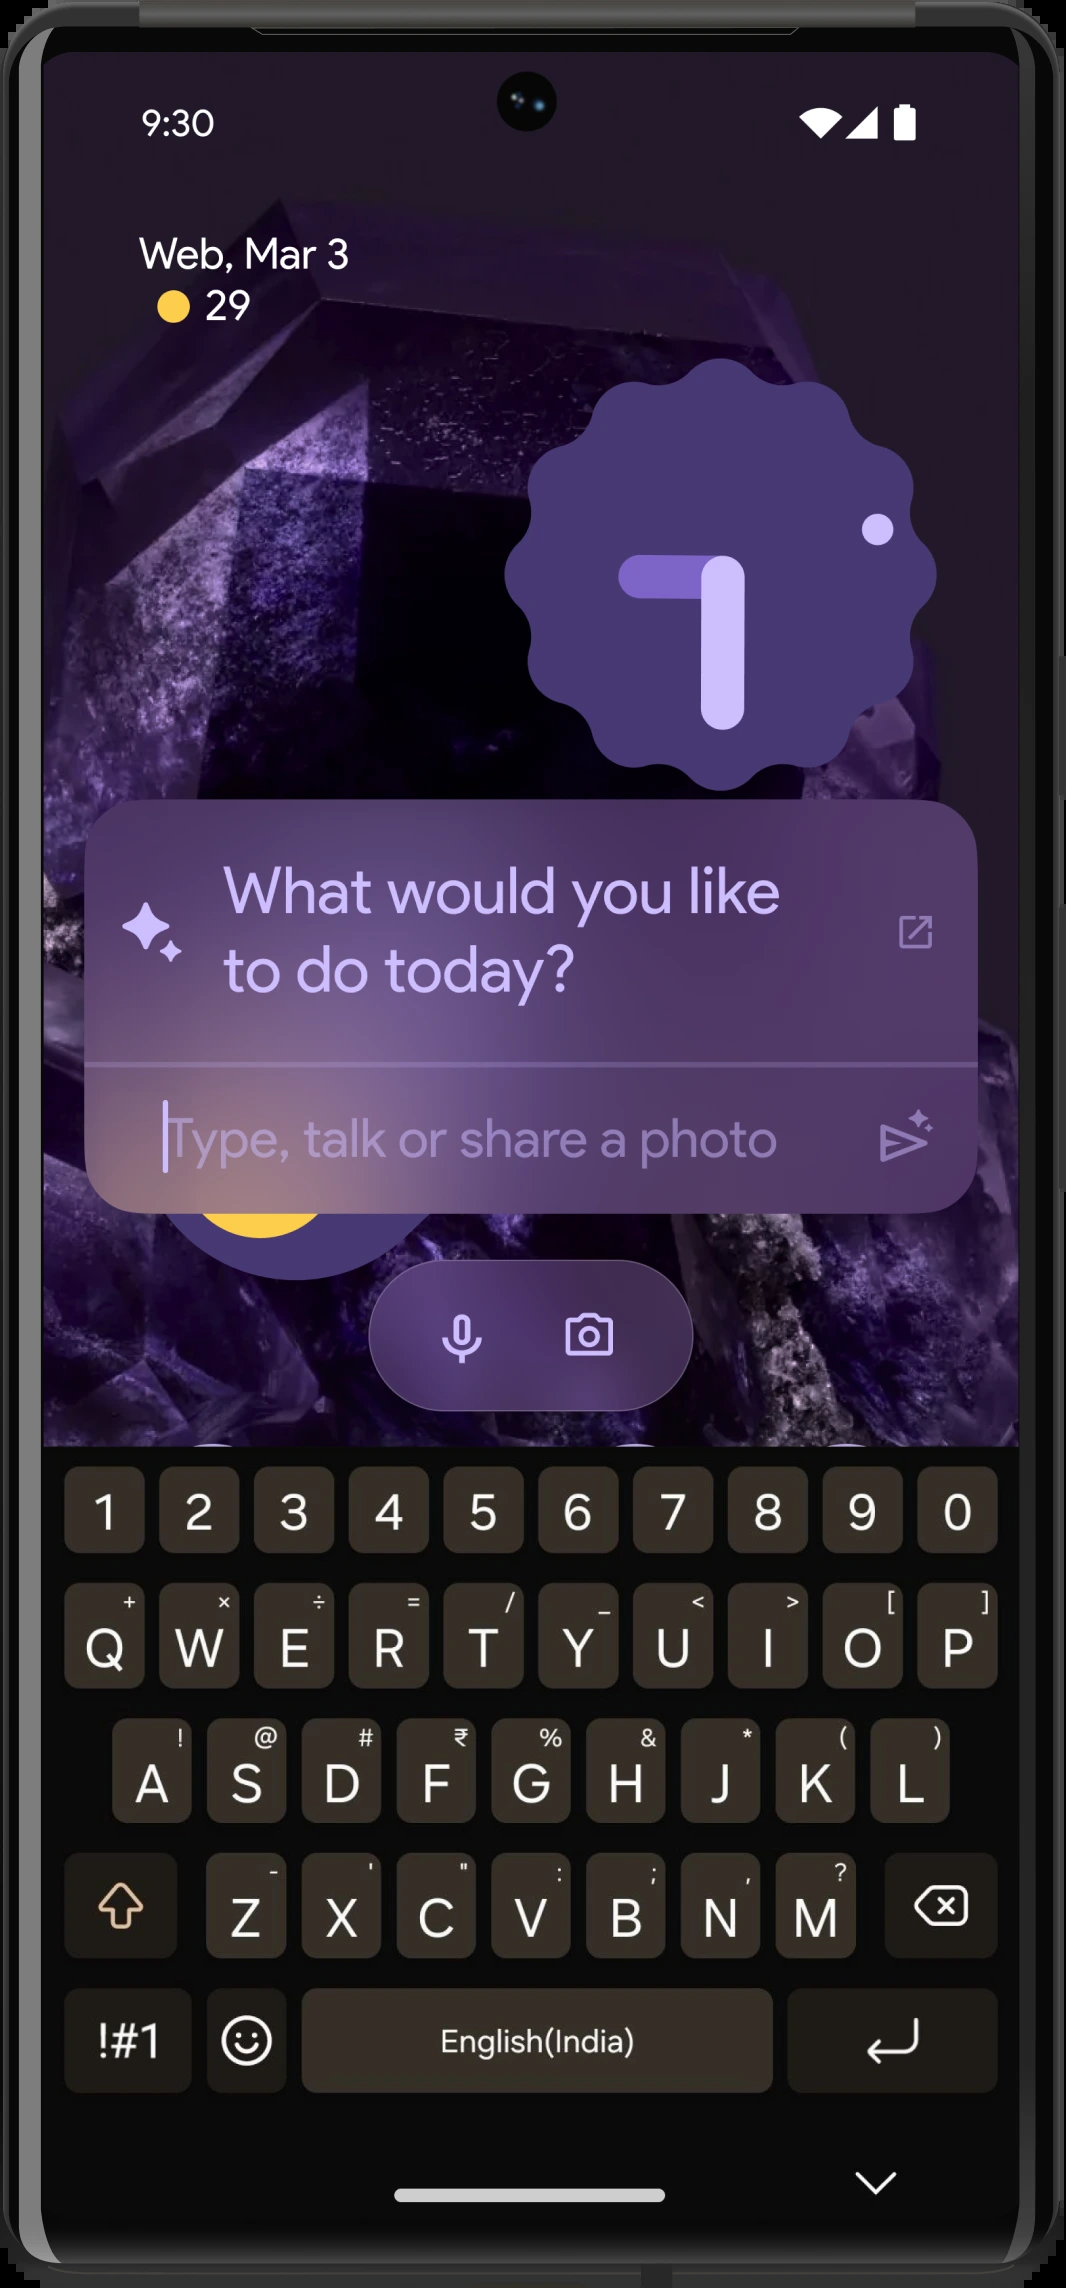 9:30
Web, Mar 3
29
What would you like
to do today?
Type, talk or share a photo
1 2 3 4 5 6 7 8 9 0
+ × ÷ = / _ < > [ ]
Q W E R T Y U I O P
! @ # ₹ % & * ( )
A S D F G H J K L
- ' " : ; , ?
Z X C V B N M
!#1 English(India)